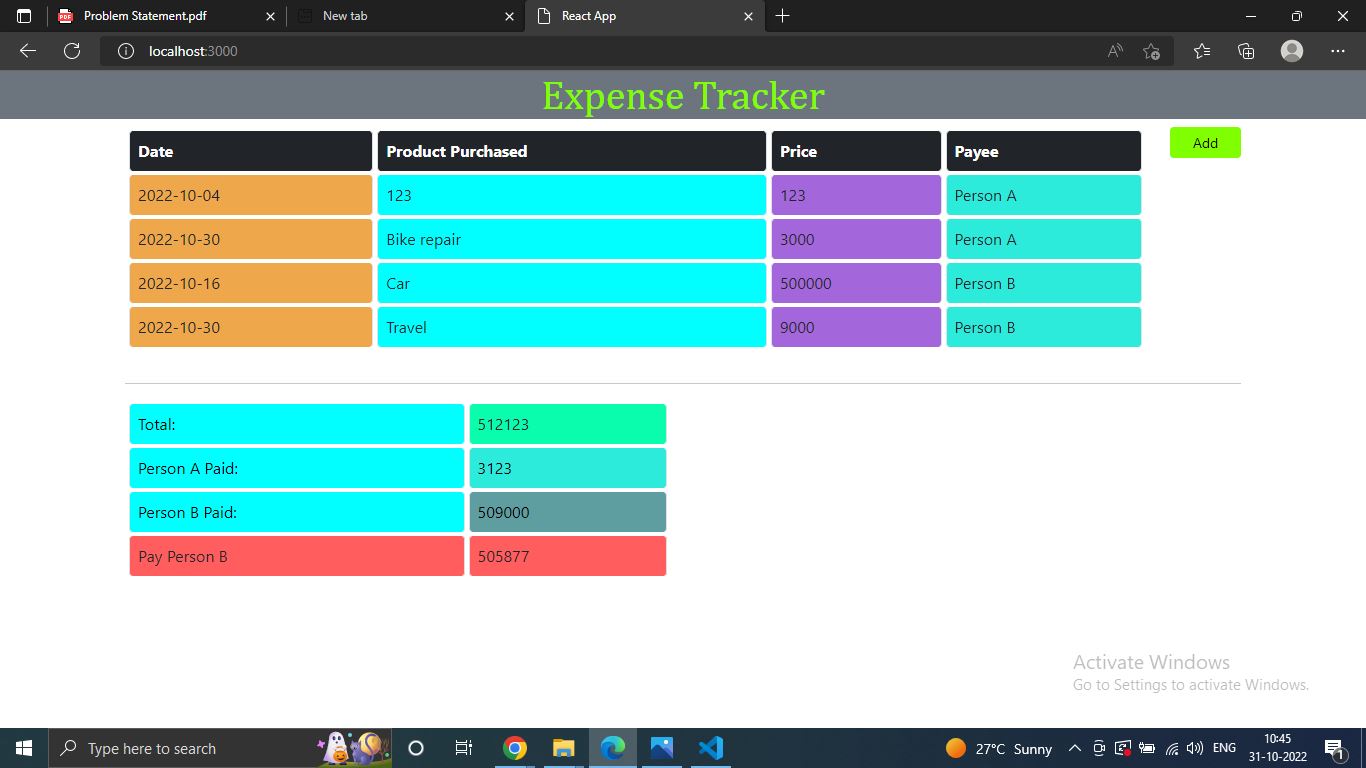 Problem Statement.pdf
New tab
React App
localhost:3000
Expense Tracker
Date Product Purchased Price Payee Add
2022-10-04 123 123 Person A
2022-10-30 Bike repair 3000 Person A
2022-10-16 Car 500000 Person B
2022-10-30 Travel 9000 Person B
Total: 512123
Person A Paid: 3123
Person B Paid: 509000
Pay Person B 505877
Activate Windows
Go to Settings to activate Windows.
Type here to search
27°C Sunny
ENG
10:45
31-10-2022
1